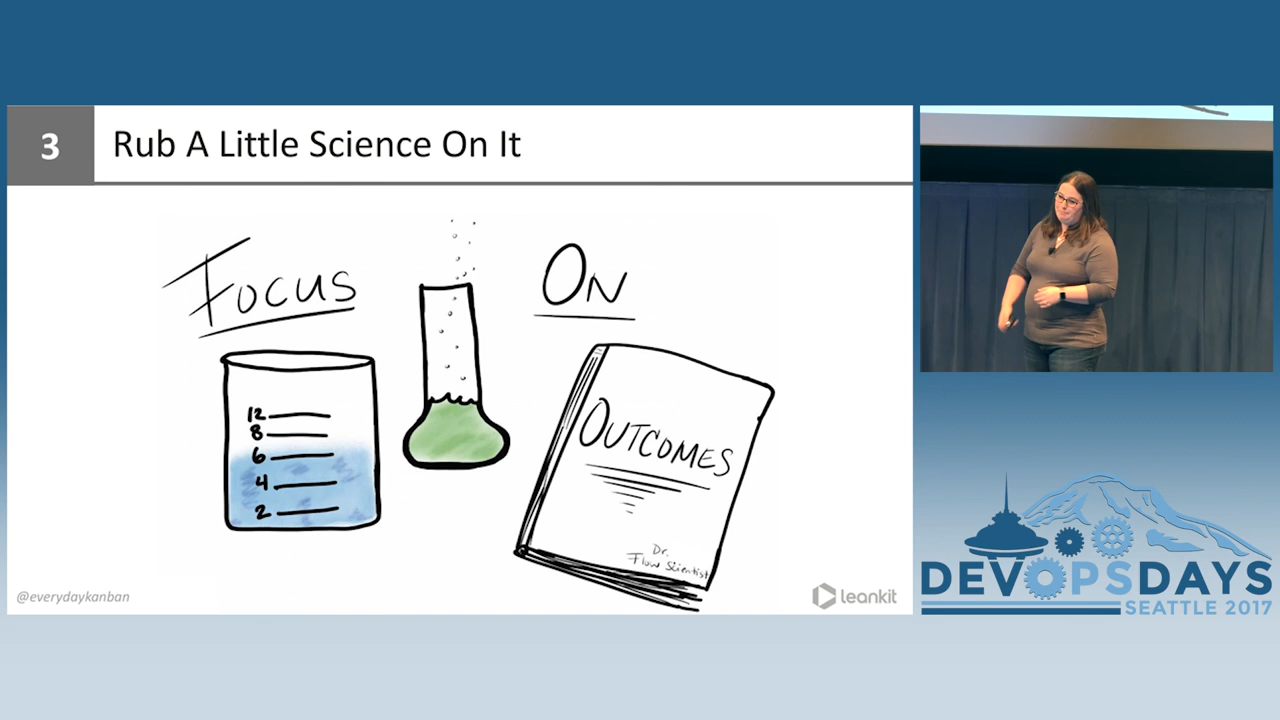 3
Rub A Little Science On It
FOCUS
ON
12
8
6
4
2
OUTCOMES
Dr.
Flow Scientist
@everydaykanban
leankit
DEVOPSDAYS
SEATTLE 2017